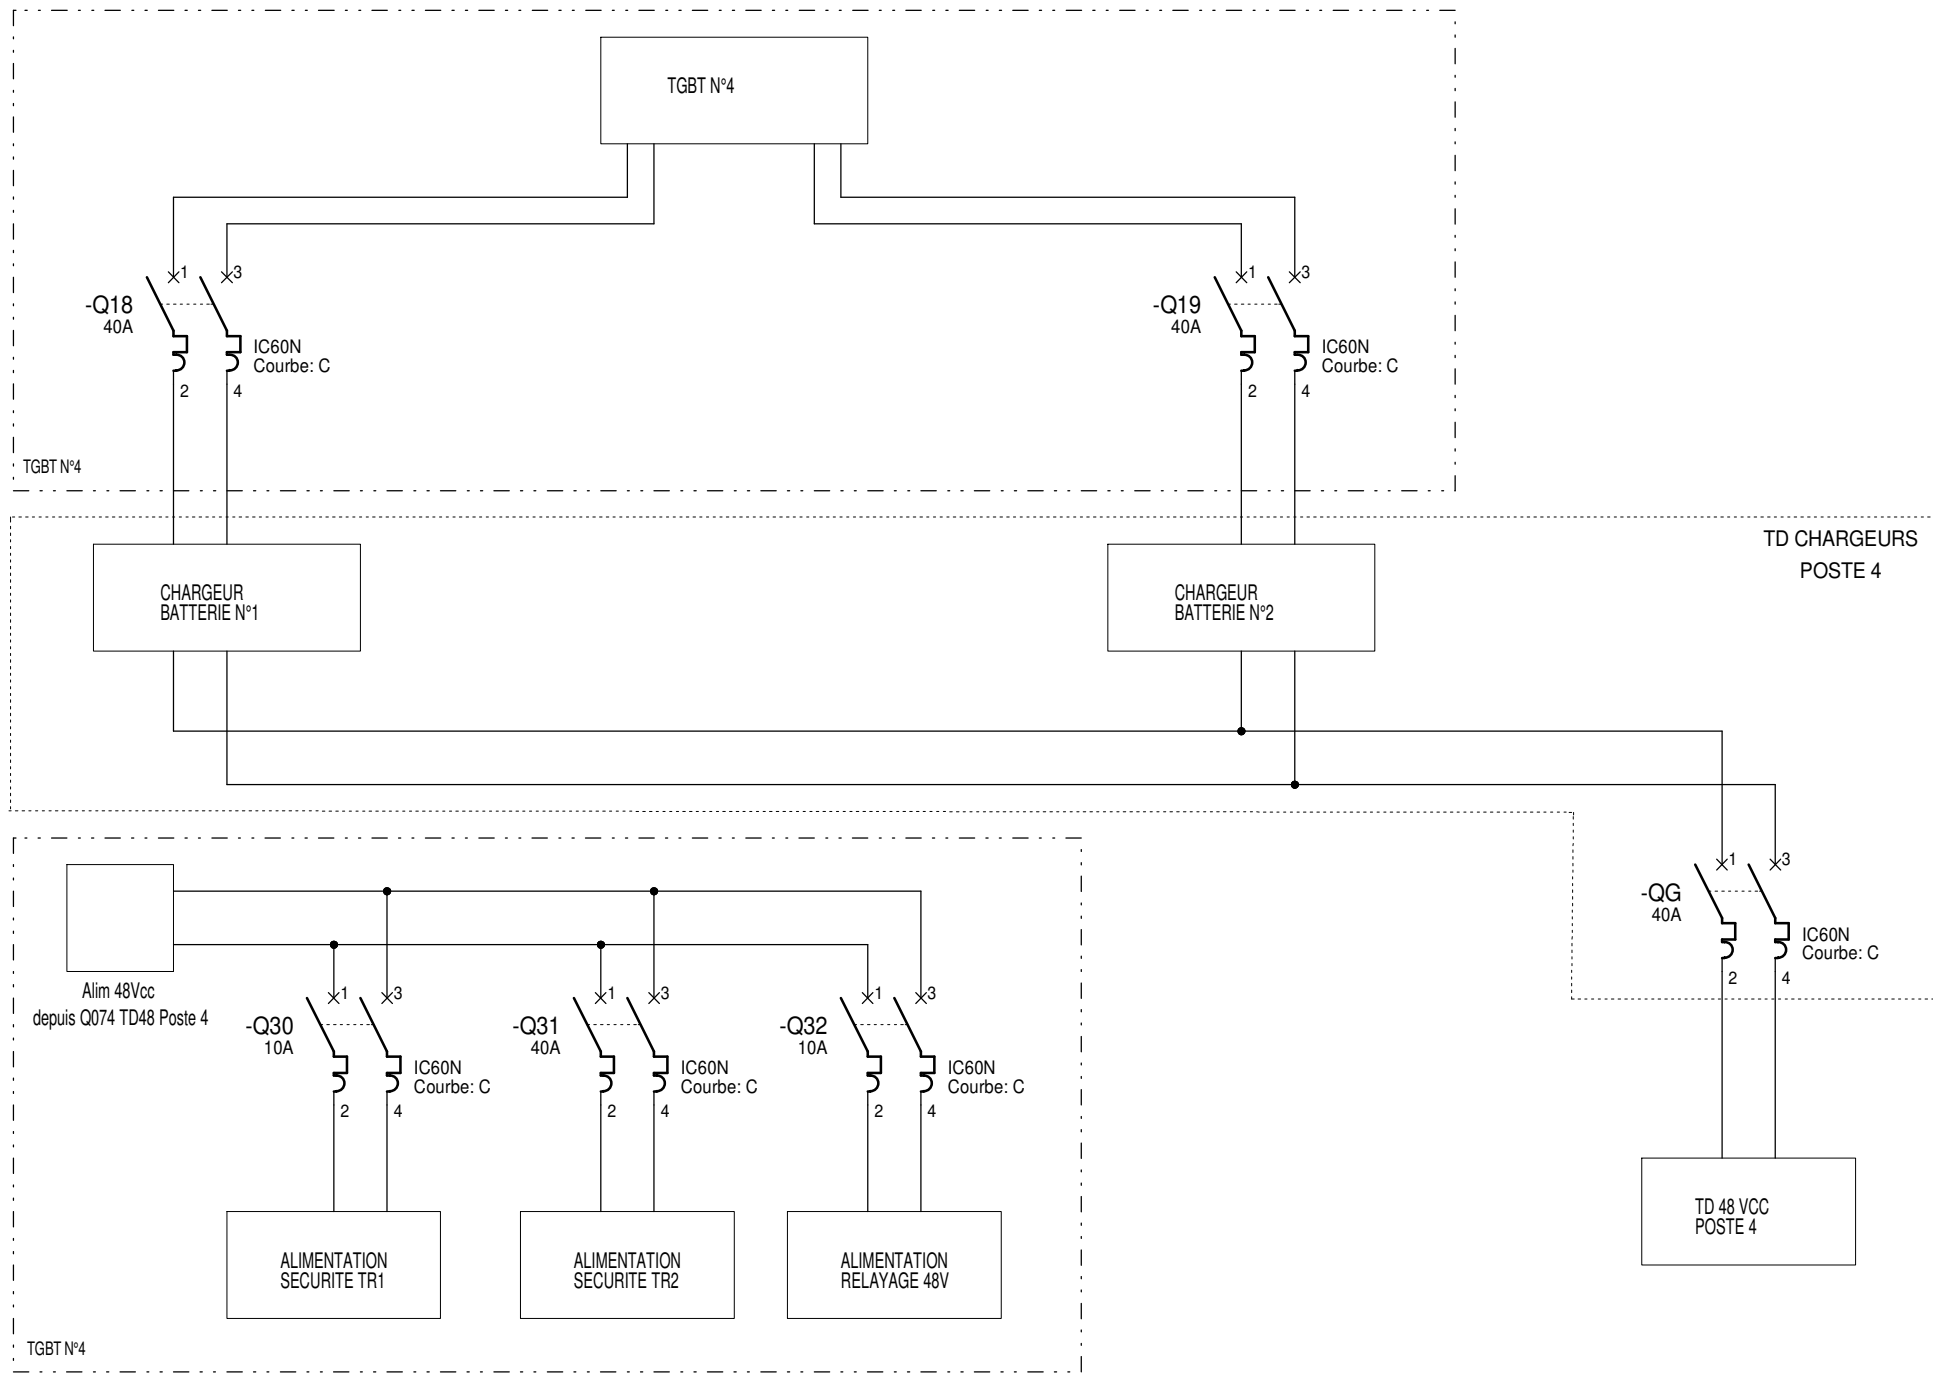 TGBT N°4
1
3
-Q18
40A
IC60N
Courbe: C
2
4
1
3
-Q19
40A
IC60N
Courbe: C
2
4
TGBT N°4
TD CHARGEURS
POSTE 4
CHARGEUR
BATTERIE N°1
CHARGEUR
BATTERIE N°2
1
3
-QG
40A
IC60N
Courbe: C
2
4
Alim 48Vcc
depuis Q074 TD48 Poste 4
1
3
-Q30
10A
IC60N
Courbe: C
2
4
1
3
-Q31
40A
IC60N
Courbe: C
2
4
1
3
-Q32
10A
IC60N
Courbe: C
2
4
TD 48 VCC
POSTE 4
ALIMENTATION
SECURITE TR1
ALIMENTATION
SECURITE TR2
ALIMENTATION
RELAYAGE 48V
TGBT N°4